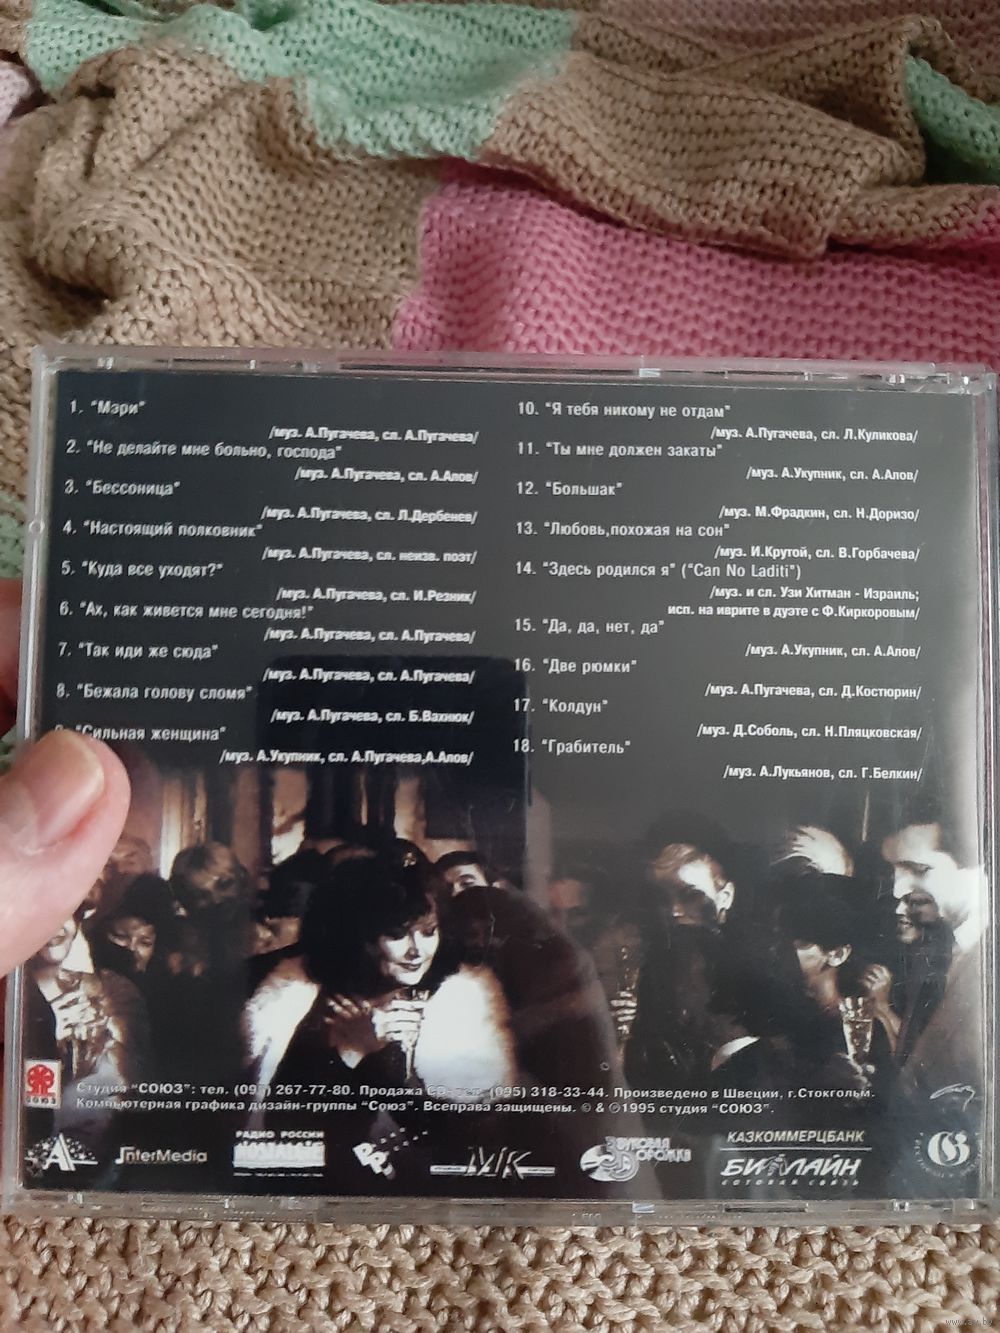 1. "Мэри"
/муз. А.Пугачева, сл. А.Пугачева/
2. "Не делайте мне больно, господа"
/муз. А.Пугачева, сл. А.Алов/
3. "Бессоница"
/муз. А.Пугачева, сл. Л.Дербенев/
4. "Настоящий полковник"
/муз. А.Пугачева, сл. неизв. поэт/
5. "Куда все уходят?"
/муз. А.Пугачева, сл. И.Резник/
6. "Ах, как живется мне сегодня!"
/муз. А.Пугачева, сл. А.Пугачева/
7. "Так иди же сюда"
/муз. А.Пугачева, сл. А.Пугачева/
8. "Бежала голову сломя"
/муз. А.Пугачева, сл. Б.Вахнюк/
"Сильная женщина"
/муз. А.Укупник, сл. А.Пугачева,А.Алов/
10. "Я тебя никому не отдам"
/муз. А.Пугачева, сл. Л.Куликова/
11. "Ты мне должен закаты"
/муз. А.Укупник, сл. А.Алов/
12. "Большак"
/муз. М.Фрадкин, сл. Н.Доризо/
13. "Любовь,похожая на сон"
/муз. И.Крутой, сл. В.Горбачева/
14. "Здесь родился я" ("Can No Laditi")
/муз. и сл. Узи Хитман - Израиль;
исп. на иврите в дуэте с Ф.Киркоровым/
15. "Да, да, нет, да"
/муз. А.Укупник, сл. А.Алов/
16. "Две рюмки"
/муз. А.Пугачева, сл. Д.Костюрин/
17. "Колдун"
/муз. Д.Соболь, сл. Н.Пляцковская/
18. "Грабитель"
/муз. А.Лукьянов, сл. Г.Белкин/
Студия "СОЮЗ": тел. (095) 267-77-80. Продажа CD: тел. (095) 318-33-44. Произведено в Швеции, г.Стокгольм.
Компьютерная графика дизайн-группы "Союз". Всеправа защищены. © & ℗1995 студия "СОЮЗ".
СОЮЗ
InterMedia
РАДИО РОССИИ
NOSTALGIE
КАЗКОММЕРЦБАНК
БИЛАЙН
СОТОВАЯ СВЯЗЬ